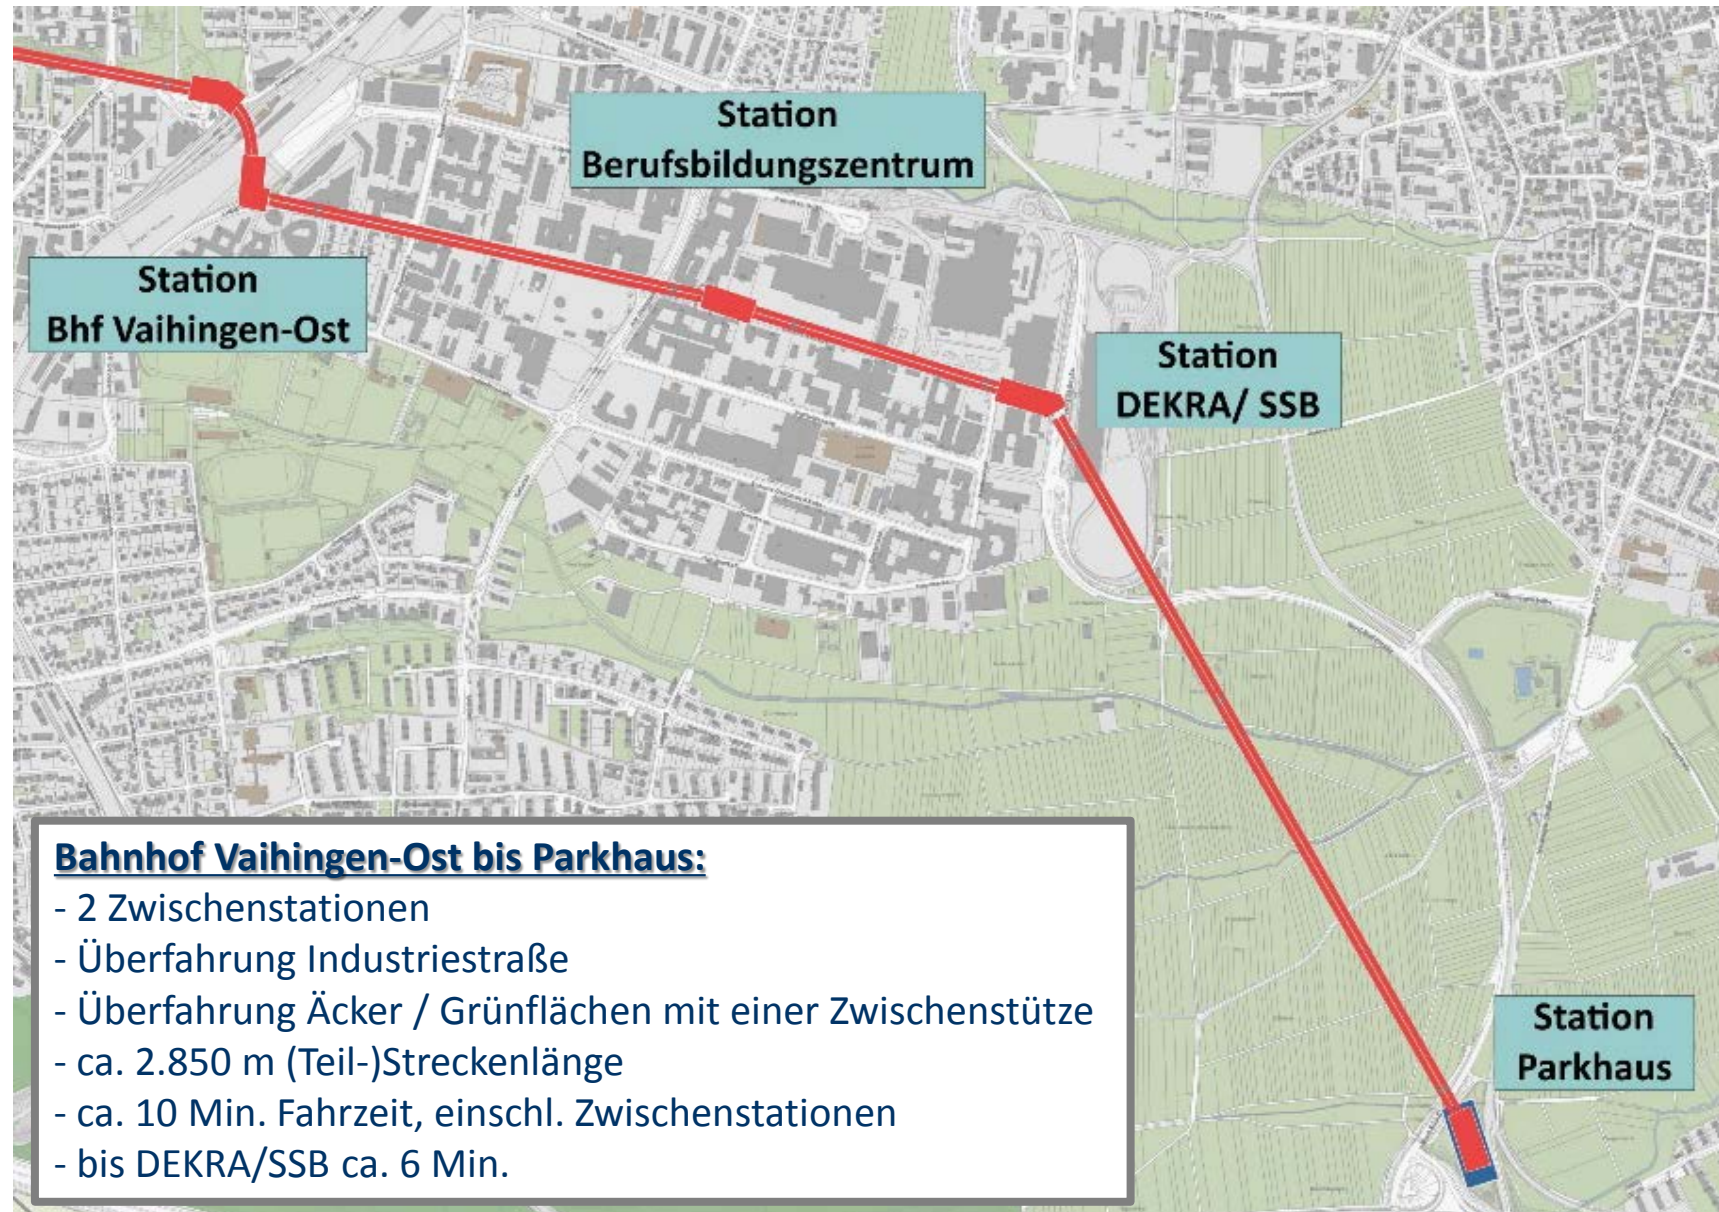 Station
Berufsbildungszentrum
Station
Bhf Vaihingen-Ost
Station
DEKRA/ SSB
Station
Parkhaus
Bahnhof Vaihingen-Ost bis Parkhaus:
- 2 Zwischenstationen
- Überfahrung Industriestraße
- Überfahrung Äcker / Grünflächen mit einer Zwischenstütze
- ca. 2.850 m (Teil-)Streckenlänge
- ca. 10 Min. Fahrzeit, einschl. Zwischenstationen
- bis DEKRA/SSB ca. 6 Min.